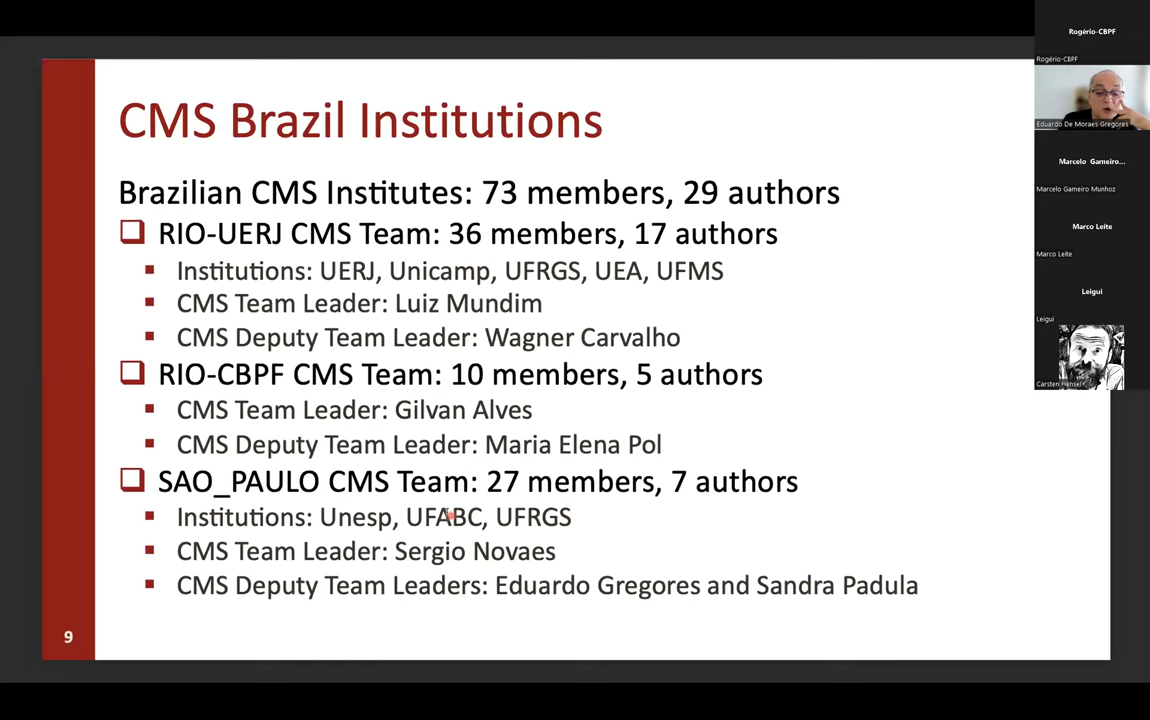 CMS Brazil Institutions
Brazilian CMS Institutes: 73 members, 29 authors
RIO-UERJ CMS Team: 36 members, 17 authors
Institutions: UERJ, Unicamp, UFRGS, UEA, UFMS
CMS Team Leader: Luiz Mundim
CMS Deputy Team Leader: Wagner Carvalho
RIO-CBPF CMS Team: 10 members, 5 authors
CMS Team Leader: Gilvan Alves
CMS Deputy Team Leader: Maria Elena Pol
SAO_PAULO CMS Team: 27 members, 7 authors
Institutions: Unesp, UFABC, UFRGS
CMS Team Leader: Sergio Novaes
CMS Deputy Team Leaders: Eduardo Gregores and Sandra Padula
9
Rogério-CBPF
Rogério-CBPF
Eduardo De Moraes Gregores
Marcelo Gameiro...
Marcelo Gameiro Munhoz
Marco Leite
Marco Leite
Leigui
Leigui
Carsten Hensel